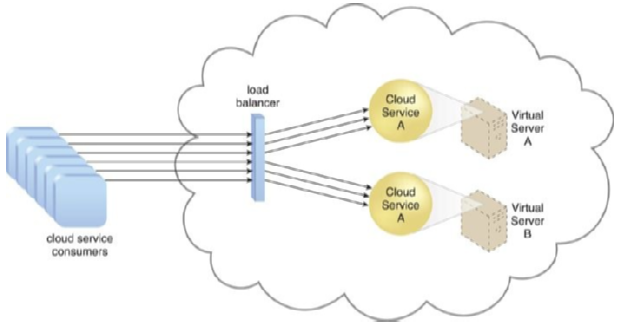 load
balancer
Cloud
Service
A
Virtual
Server
A
Cloud
Service
A
Virtual
Server
B
cloud service
consumers